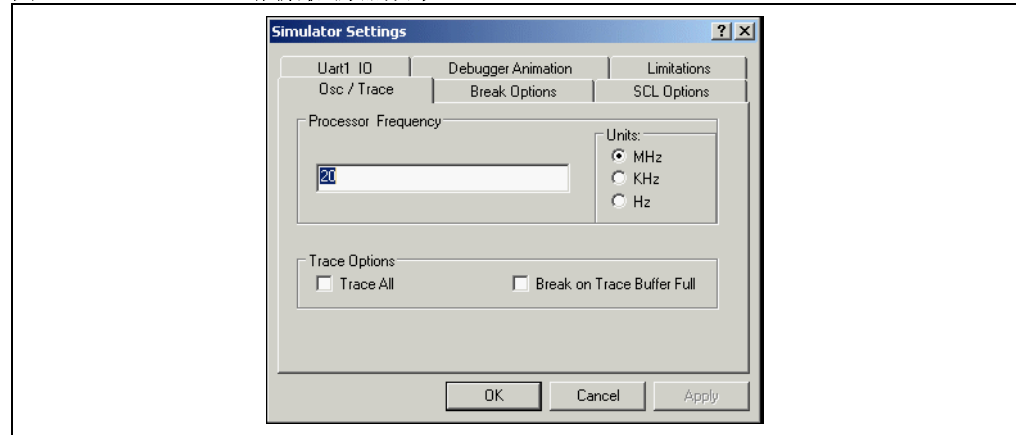 Simulator Settings
Uart1 IO
Debugger Animation
Limitations
Osc / Trace
Break Options
SCL Options
Processor Frequency
20
Units:
MHz
KHz
Hz
Trace Options
Trace All
Break on Trace Buffer Full
OK
Cancel
Apply